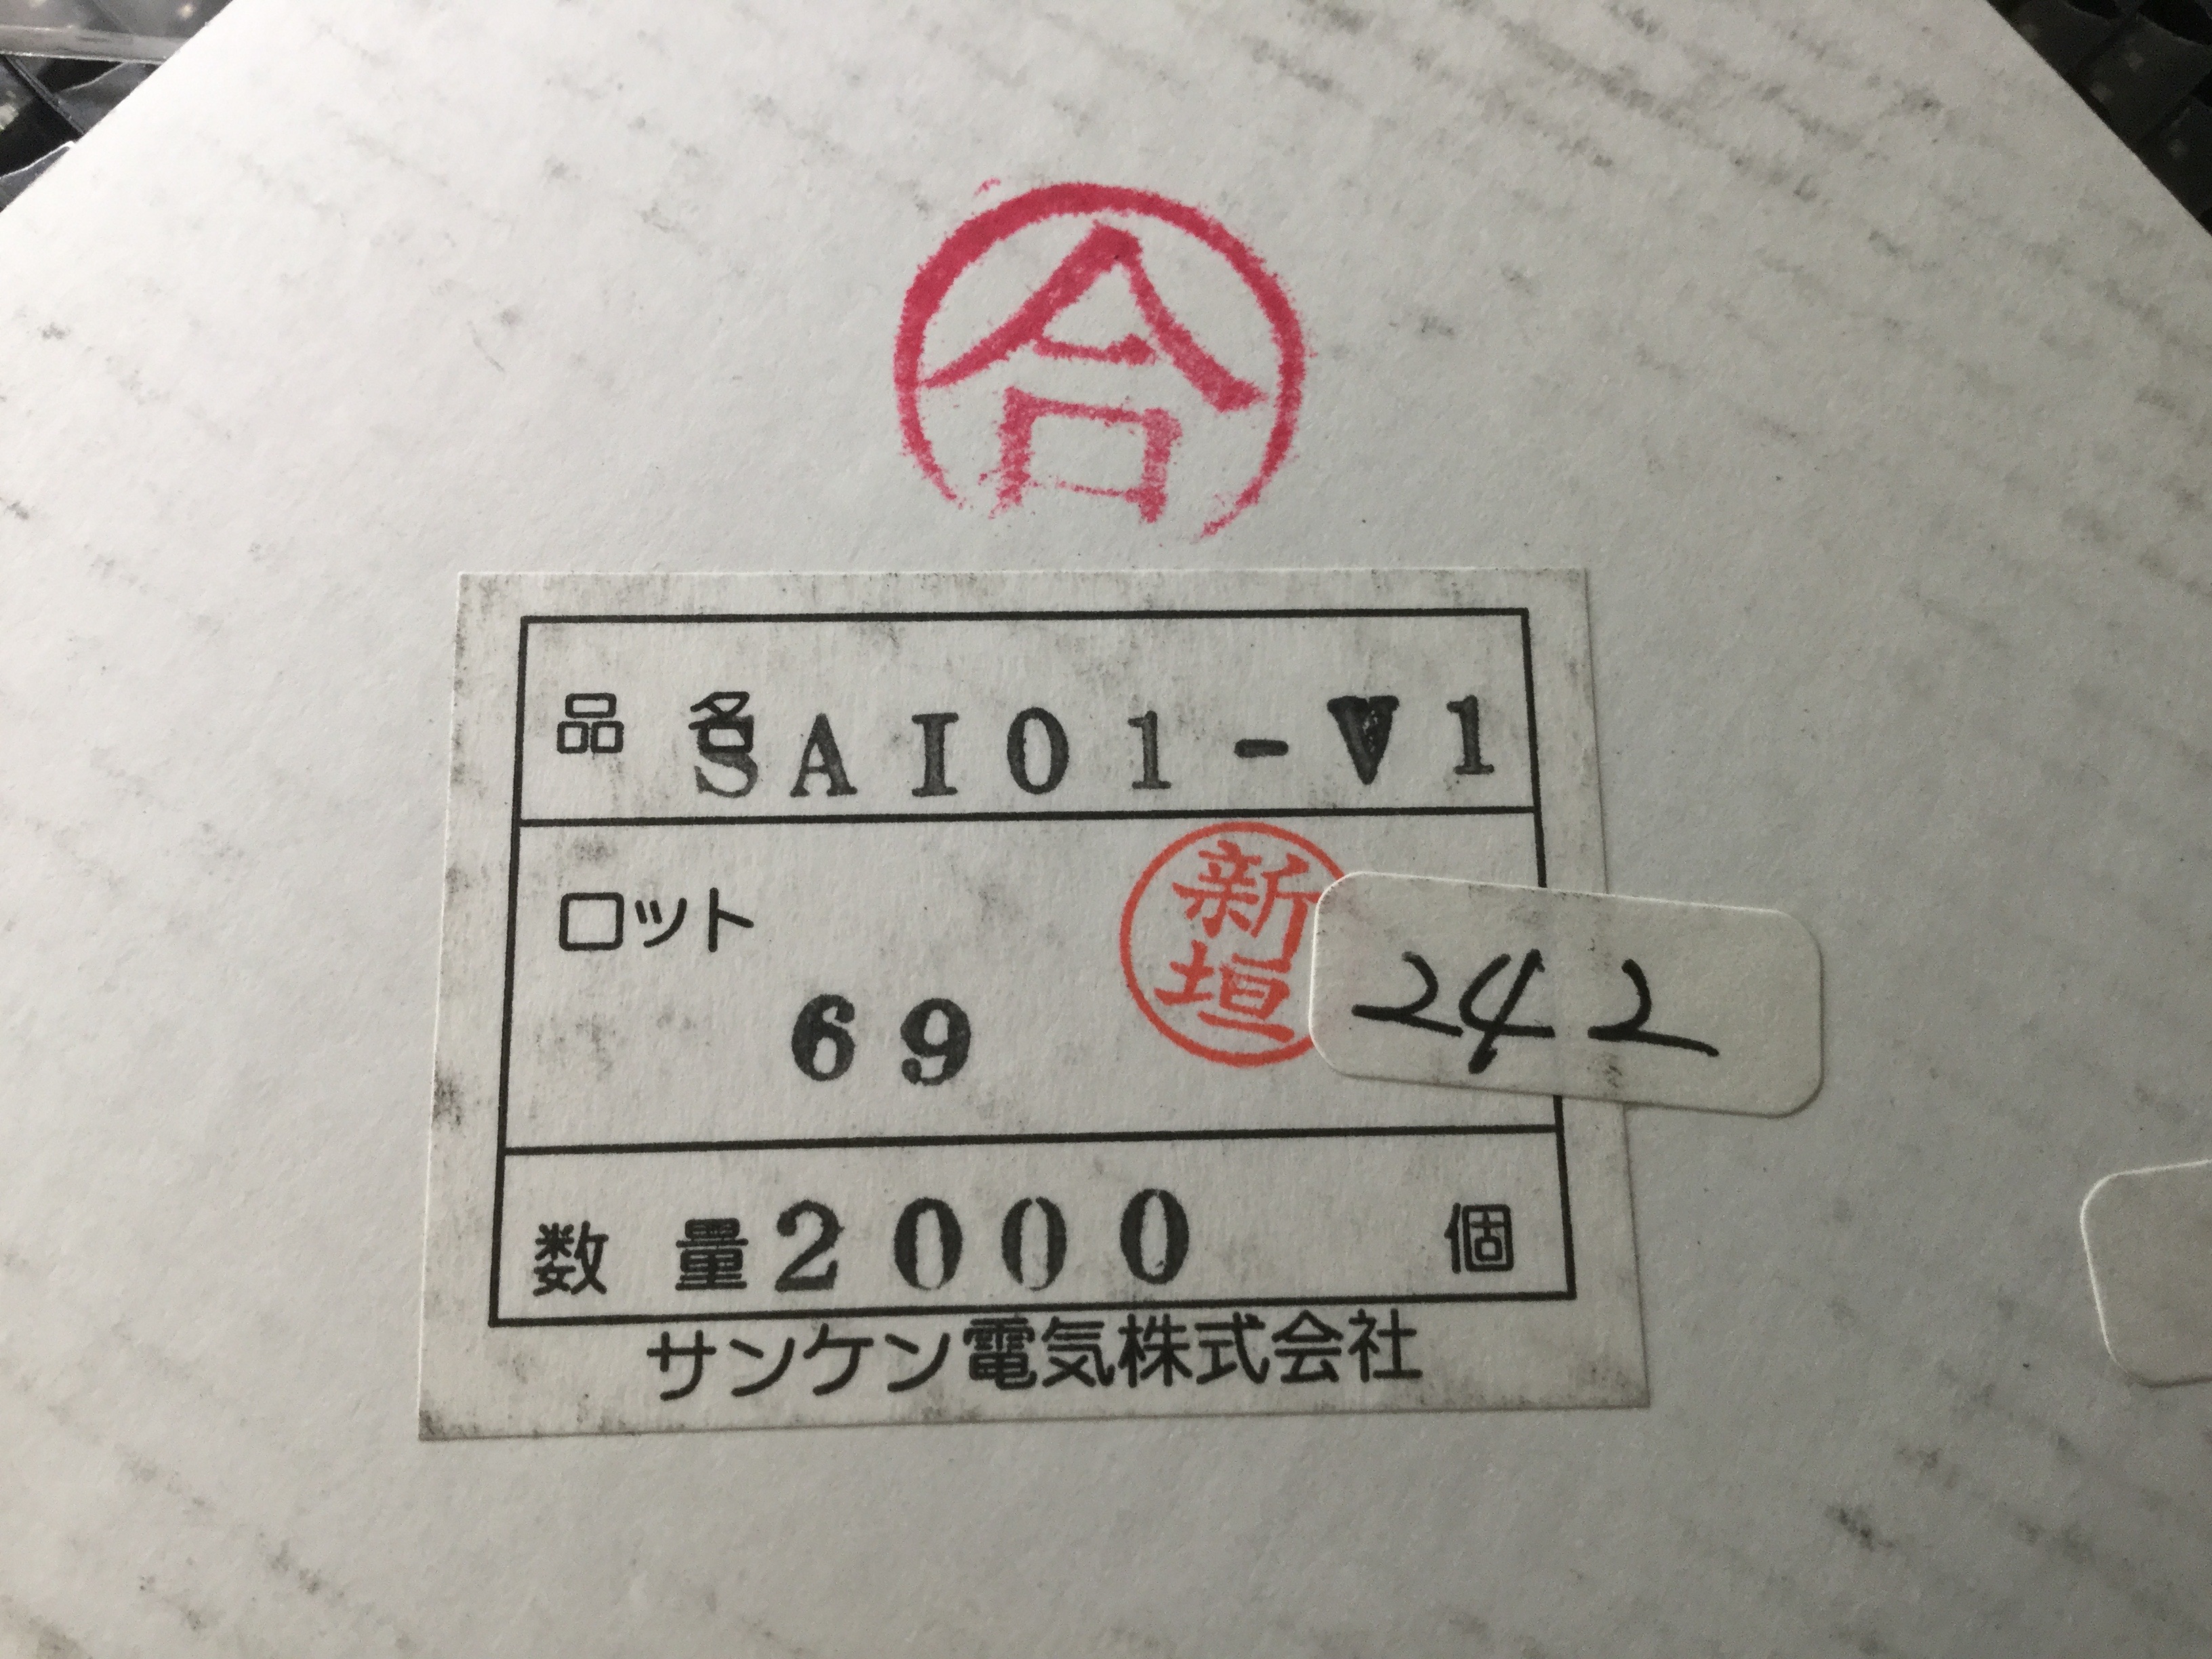 合
品名 SAI01-V1
ロット
新垣
69
242
数量 2000 個
サンケン電気株式会社